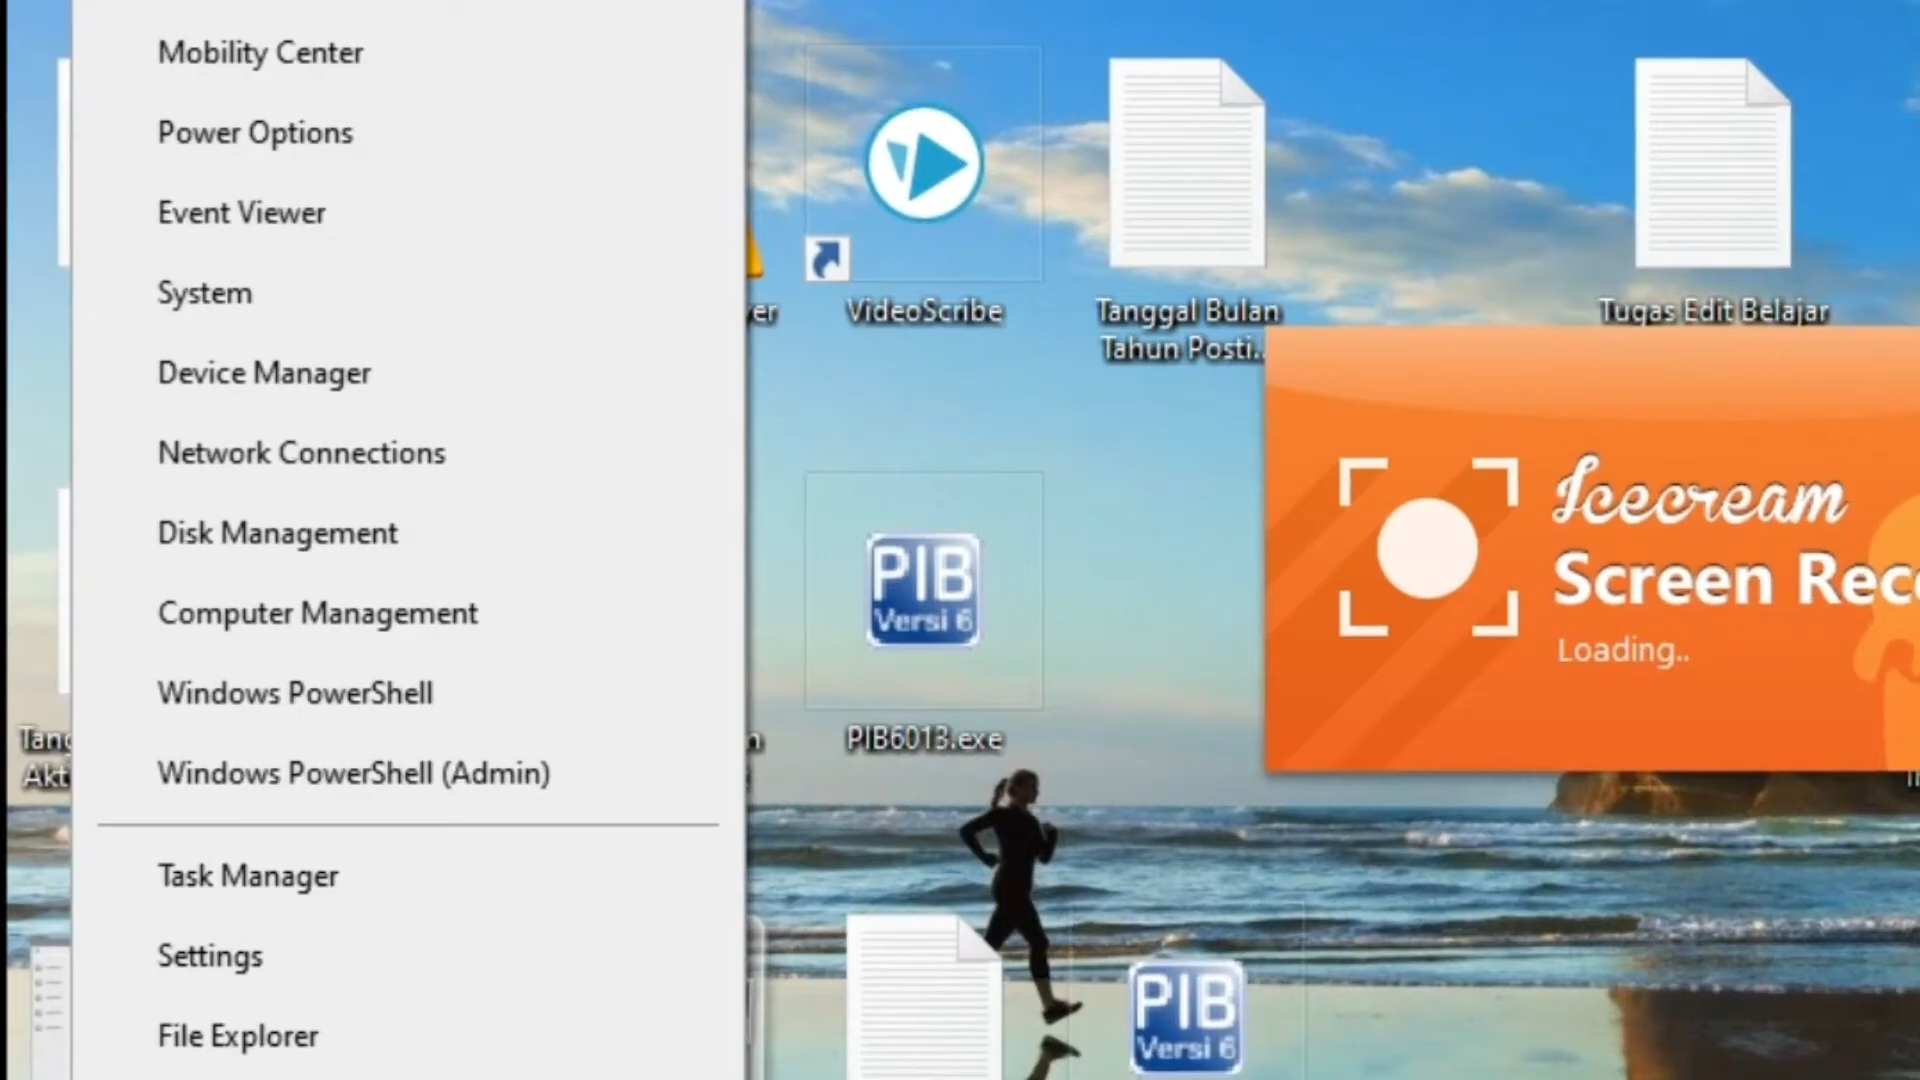 Mobility Center
Power Options
Event Viewer
System
Device Manager
Network Connections
Disk Management
Computer Management
Windows PowerShell
Windows PowerShell (Admin)
Task Manager
Settings
File Explorer
VideoScribe
Tanggal Bulan
Tahun Posti...
Tugas Edit Belajar
PIB
Versi 6
PIB6013.exe
Icecream
Screen Reco
Loading..
PIB
Versi 6